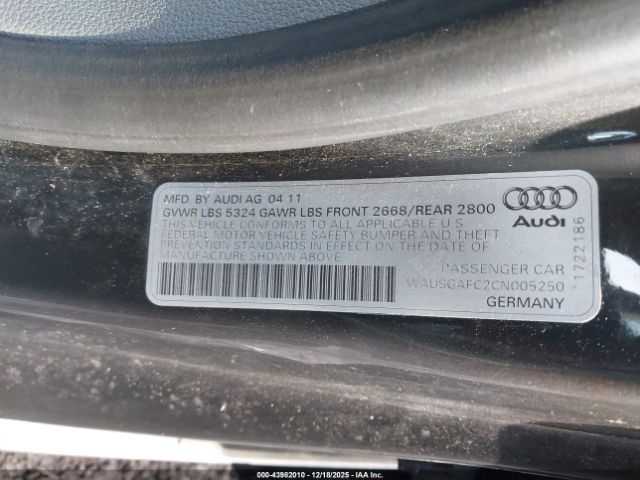 MFD. BY AUDI AG 04 11
GVWR LBS 5324 GAWR LBS FRONT 2668/REAR 2800
THIS VEHICLE CONFORMS TO ALL APPLICABLE U.S.
FEDERAL MOTOR VEHICLE SAFETY BUMPER AND THEFT
PREVENTION STANDARDS IN EFFECT ON THE DATE OF
MANUFACTURE SHOWN ABOVE
Audi
PASSENGER CAR
WAUSGAFC2CN005250
GERMANY
1722186
000-43982010 - 12/18/2025 - IAA Inc.